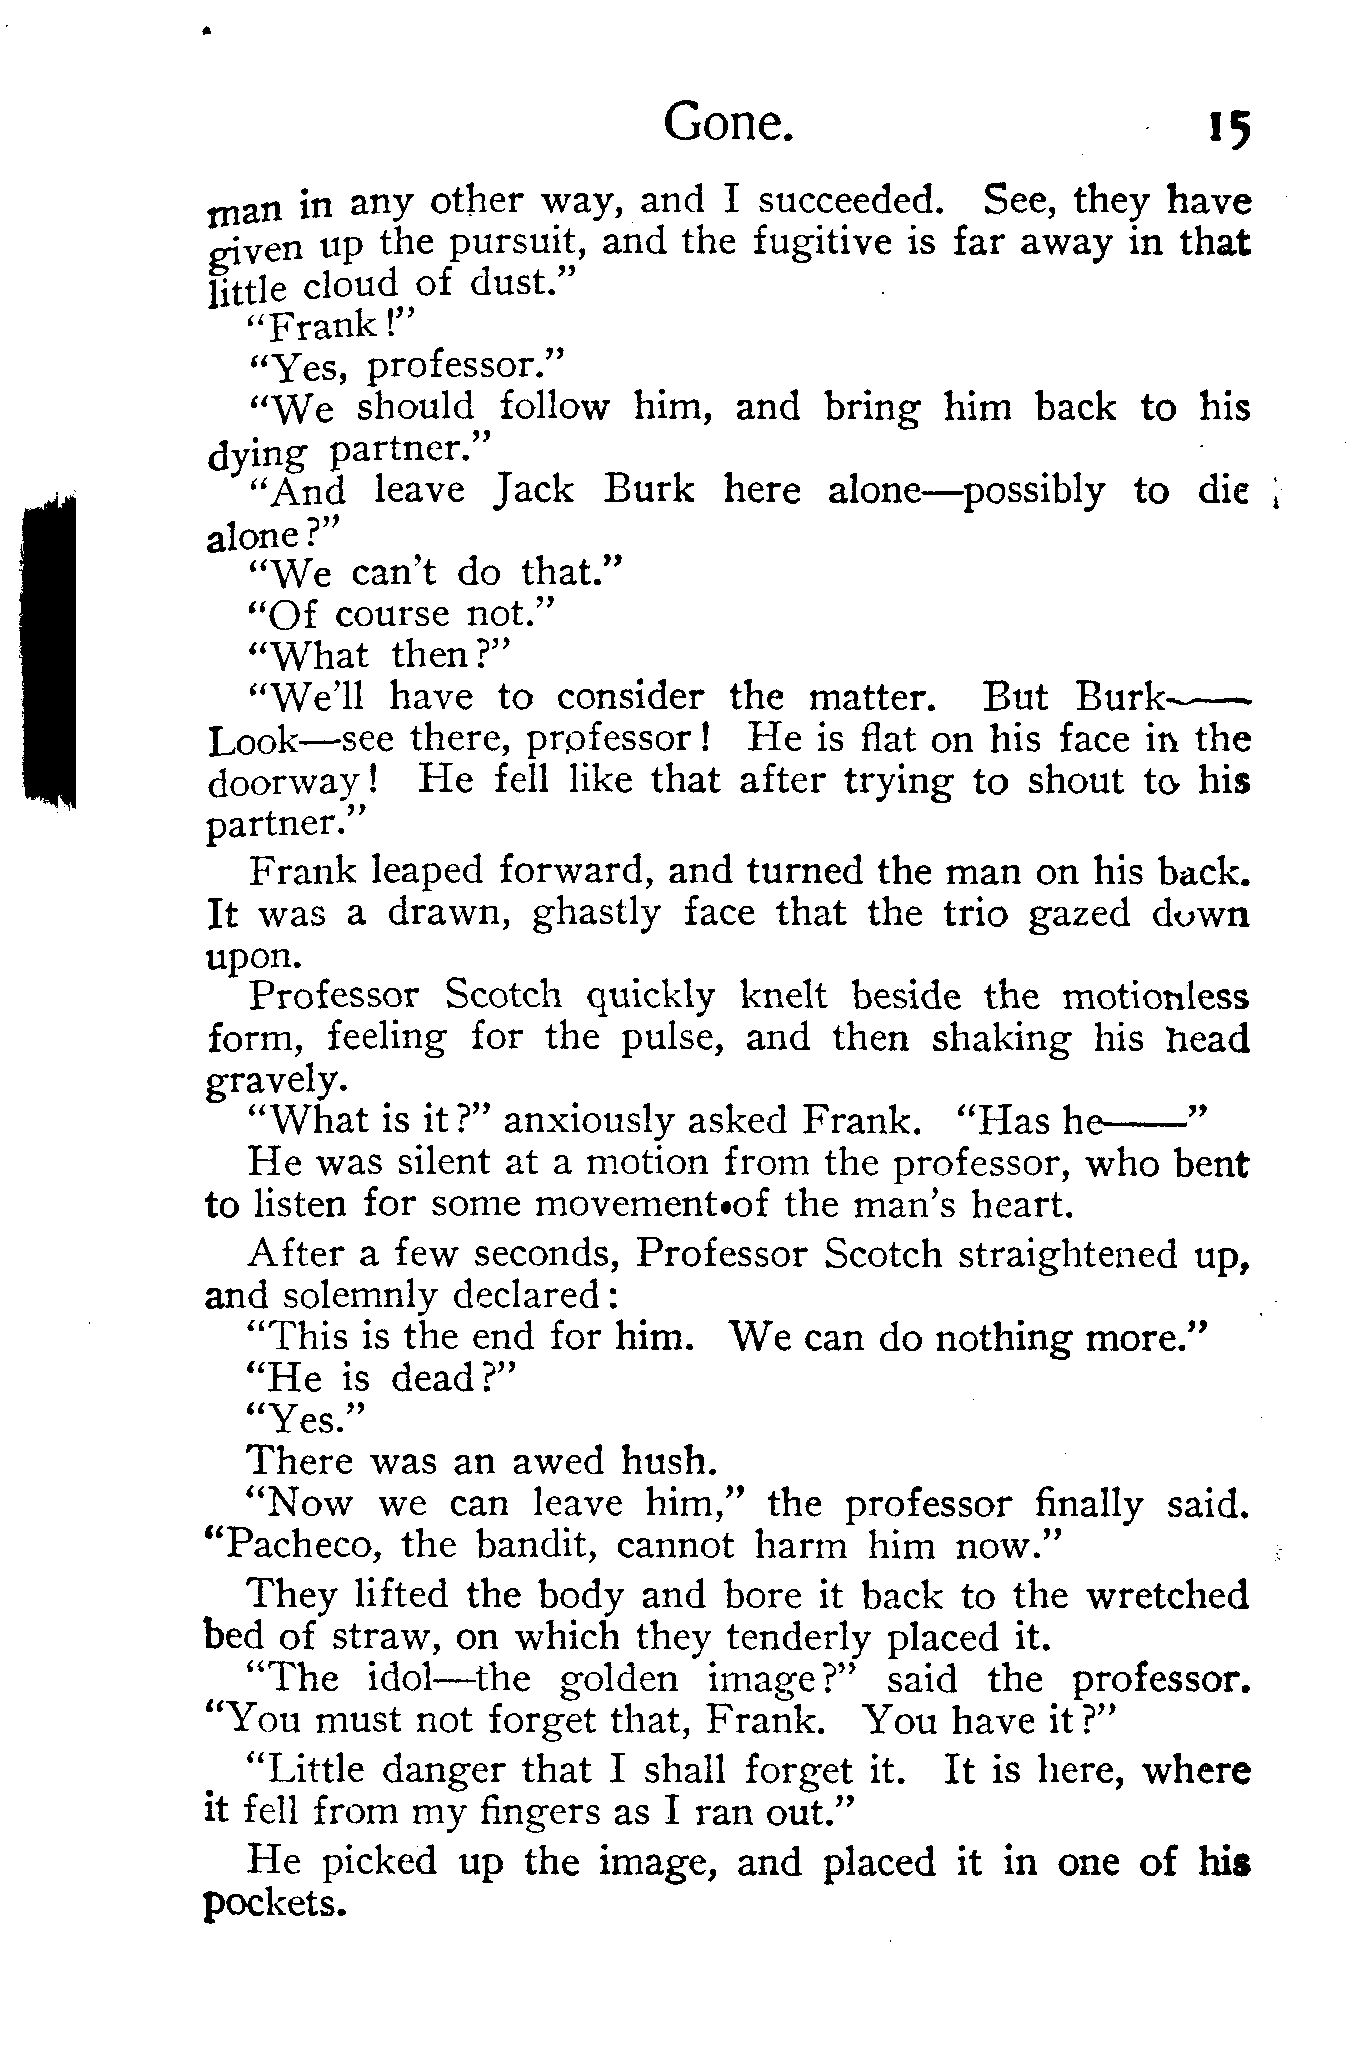 Gone. 15
man in any other way, and I succeeded. See, they have
given up the pursuit, and the fugitive is far away in that
little cloud of dust."
"Frank!"
"Yes, professor."
"We should follow him, and bring him back to his
dying partner."
"And leave Jack Burk here alone—possibly to die
alone?"
"We can't do that."
"Of course not."
"What then?"
"We'll have to consider the matter. But Burk——
Look—see there, professor! He is flat on his face in the
doorway! He fell like that after trying to shout to his
partner."
Frank leaped forward, and turned the man on his back.
It was a drawn, ghastly face that the trio gazed down
upon.
Professor Scotch quickly knelt beside the motionless
form, feeling for the pulse, and then shaking his head
gravely.
"What is it?" anxiously asked Frank. "Has he——"
He was silent at a motion from the professor, who bent
to listen for some movement of the man's heart.
After a few seconds, Professor Scotch straightened up,
and solemnly declared:
"This is the end for him. We can do nothing more."
"He is dead?"
"Yes."
There was an awed hush.
"Now we can leave him," the professor finally said.
"Pacheco, the bandit, cannot harm him now."
They lifted the body and bore it back to the wretched
bed of straw, on which they tenderly placed it.
"The idol—the golden image?" said the professor.
"You must not forget that, Frank. You have it?"
"Little danger that I shall forget it. It is here, where
it fell from my fingers as I ran out."
He picked up the image, and placed it in one of his
pockets.